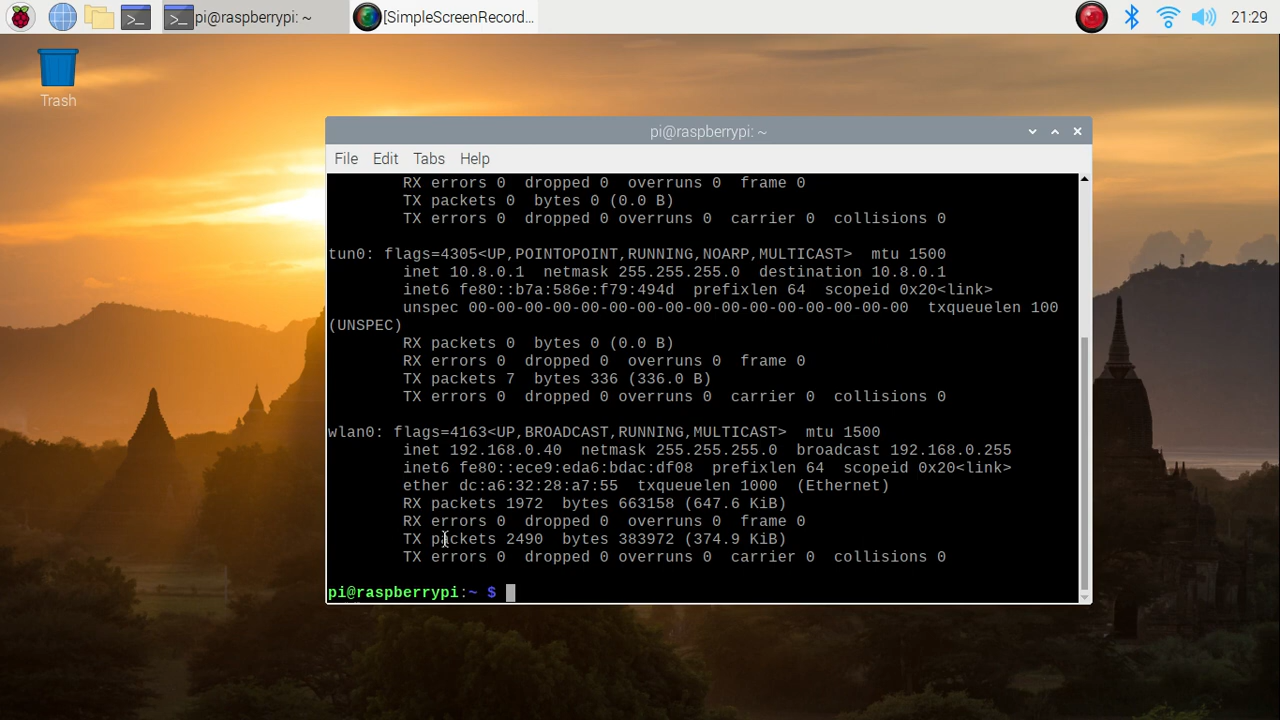 pi@raspberrypi: ~
[SimpleScreenRecord…
21:29
Trash
pi@raspberrypi: ~
File Edit Tabs Help
RX errors 0 dropped 0 overruns 0 frame 0
TX packets 0 bytes 0 (0.0 B)
TX errors 0 dropped 0 overruns 0 carrier 0 collisions 0
tun0: flags=4305<UP,POINTOPOINT,RUNNING,NOARP,MULTICAST> mtu 1500
inet 10.8.0.1 netmask 255.255.255.0 destination 10.8.0.1
inet6 fe80::b7a:586e:f79:494d prefixlen 64 scopeid 0x20<link>
unspec 00-00-00-00-00-00-00-00-00-00-00-00-00-00-00-00 txqueuelen 100
(UNSPEC)
RX packets 0 bytes 0 (0.0 B)
RX errors 0 dropped 0 overruns 0 frame 0
TX packets 7 bytes 336 (336.0 B)
TX errors 0 dropped 0 overruns 0 carrier 0 collisions 0
wlan0: flags=4163<UP,BROADCAST,RUNNING,MULTICAST> mtu 1500
inet 192.168.0.40 netmask 255.255.255.0 broadcast 192.168.0.255
inet6 fe80::ece9:eda6:bdac:df08 prefixlen 64 scopeid 0x20<link>
ether dc:a6:32:28:a7:55 txqueuelen 1000 (Ethernet)
RX packets 1972 bytes 663158 (647.6 KiB)
RX errors 0 dropped 0 overruns 0 frame 0
TX packets 2490 bytes 383972 (374.9 KiB)
TX errors 0 dropped 0 overruns 0 carrier 0 collisions 0
pi@raspberrypi:~ $